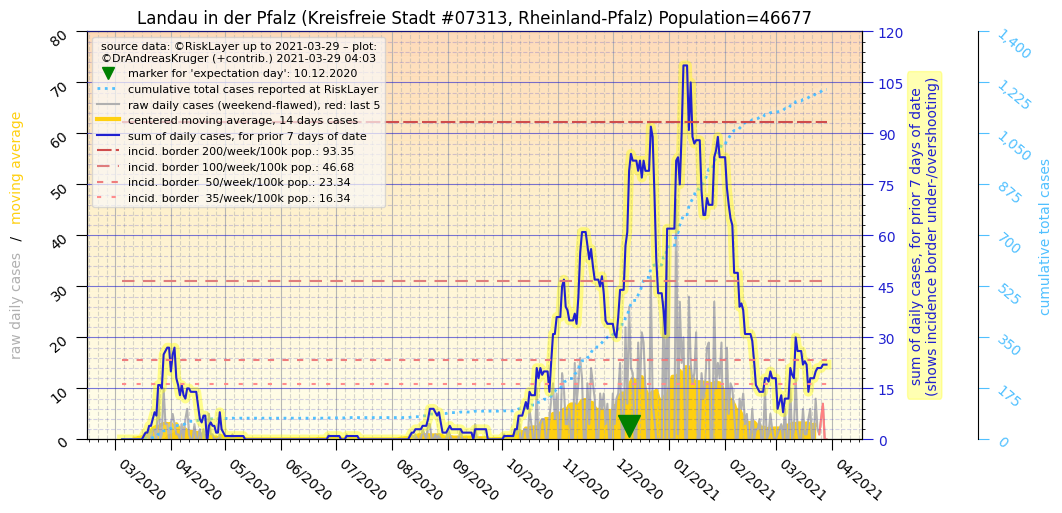 Landau in der Pfalz (Kreisfreie Stadt #07313, Rheinland-Pfalz) Population=46677
source data: ©RiskLayer up to 2021-03-29 – plot:
©DrAndreasKruger (+contrib.) 2021-03-29 04:03
marker for 'expectation day': 10.12.2020
cumulative total cases reported at RiskLayer
raw daily cases (weekend-flawed), red: last 5
centered moving average, 14 days cases
sum of daily cases, for prior 7 days of date
incid. border 200/week/100k pop.: 93.35
incid. border 100/week/100k pop.: 46.68
incid. border  50/week/100k pop.: 23.34
incid. border  35/week/100k pop.: 16.34
raw daily cases  /  moving average
80
70
60
50
40
30
20
10
0
03/2020
04/2020
05/2020
06/2020
07/2020
08/2020
09/2020
10/2020
11/2020
12/2020
01/2021
02/2021
03/2021
04/2021
120
105
90
75
60
45
30
15
0
sum of daily cases, for prior 7 days of date
(shows incidence border under-/overshooting)
1,400
1,225
1,050
875
700
525
350
175
0
cumulative total cases